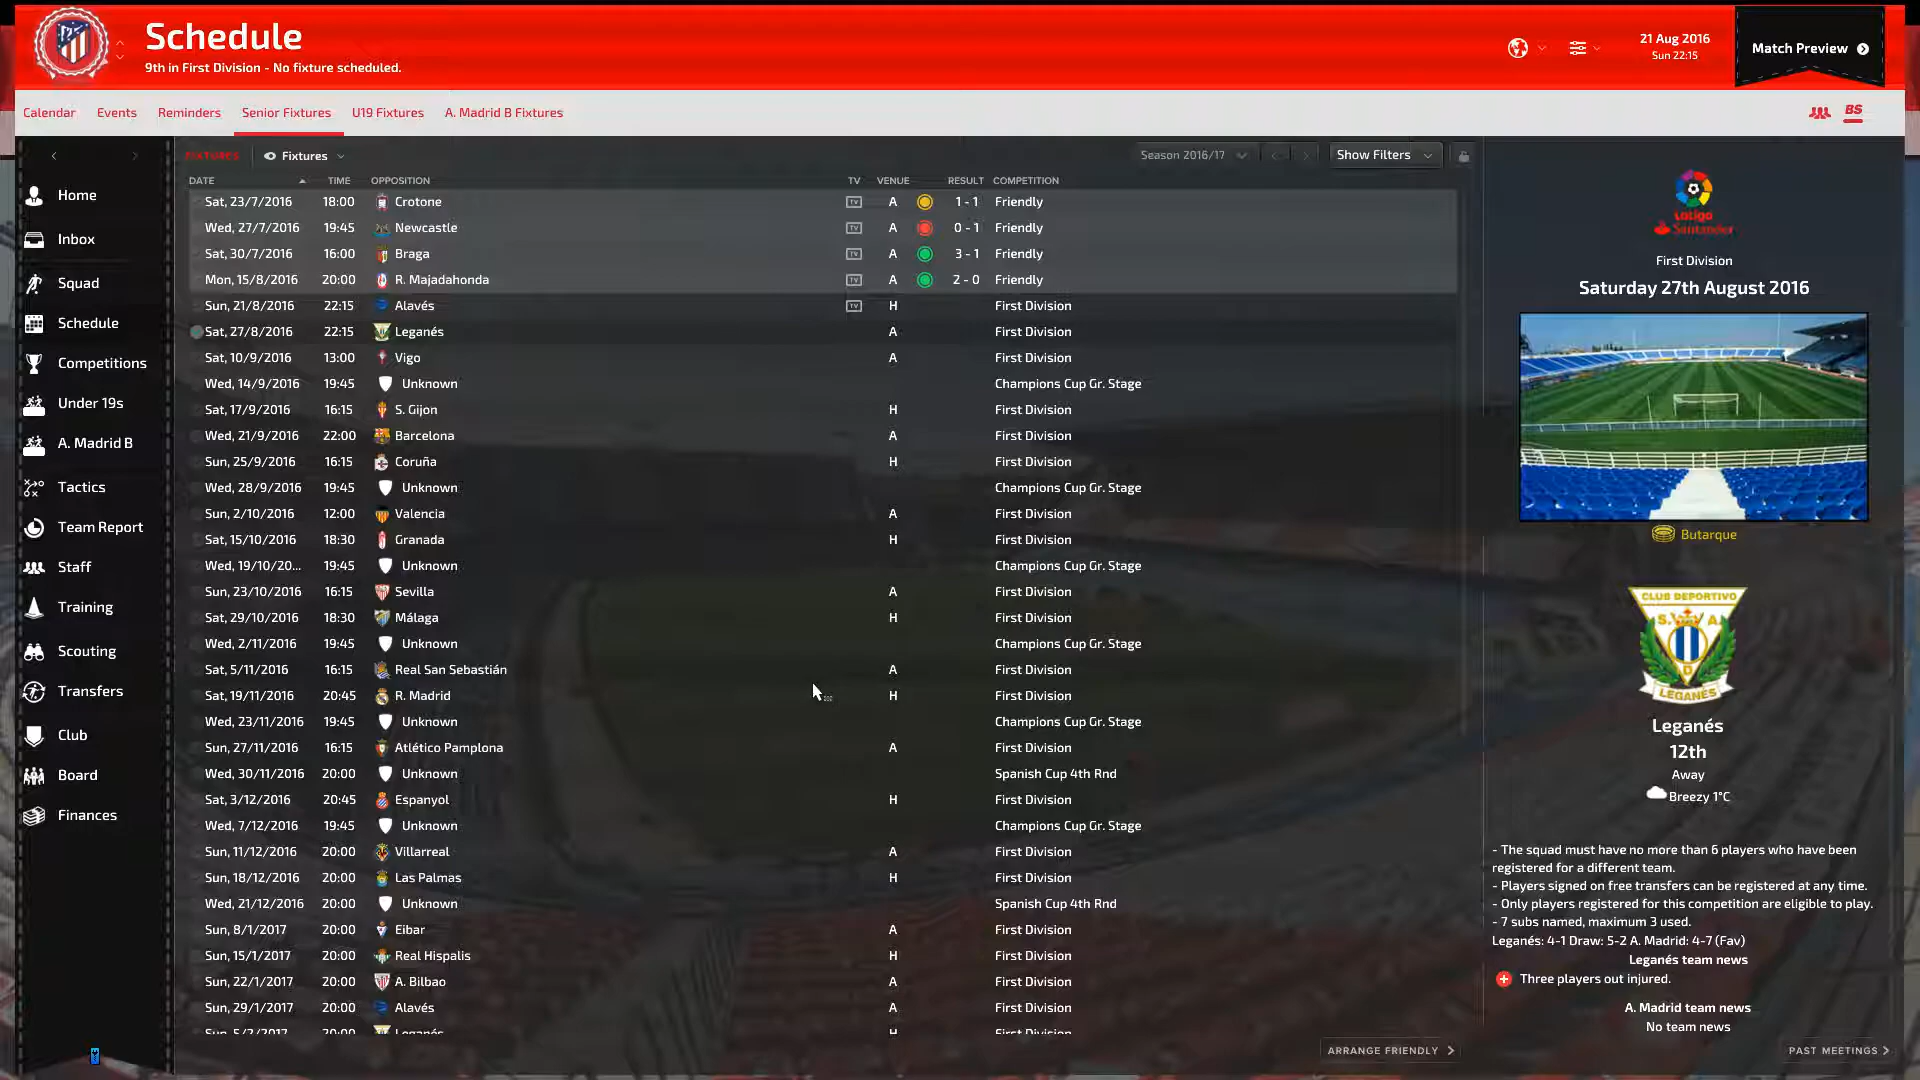 Schedule
9th in First Division - No fixture scheduled.
21 Aug 2016
Sun 22:15
Match Preview
Calendar Events Reminders Senior Fixtures U19 Fixtures A. Madrid B Fixtures
BS
FIXTURES Fixtures Season 2016/17 Show Filters
DATE TIME OPPOSITION TV VENUE RESULT COMPETITION
Home
Inbox
Squad
Schedule
Competitions
Under 19s
A. Madrid B
Tactics
Team Report
Staff
Training
Scouting
Transfers
Club
Board
Finances
Sat, 23/7/2016 18:00 Crotone TV A 1 - 1 Friendly
Wed, 27/7/2016 19:45 Newcastle TV A 0 - 1 Friendly
Sat, 30/7/2016 16:00 Braga TV A 3 - 1 Friendly
Mon, 15/8/2016 20:00 R. Majadahonda TV A 2 - 0 Friendly
Sun, 21/8/2016 22:15 Alavés TV H First Division
Sat, 27/8/2016 22:15 Leganés A First Division
Sat, 10/9/2016 13:00 Vigo A First Division
Wed, 14/9/2016 19:45 Unknown Champions Cup Gr. Stage
Sat, 17/9/2016 16:15 S. Gijon H First Division
Wed, 21/9/2016 22:00 Barcelona A First Division
Sun, 25/9/2016 16:15 Coruña H First Division
Wed, 28/9/2016 19:45 Unknown Champions Cup Gr. Stage
Sun, 2/10/2016 12:00 Valencia A First Division
Sat, 15/10/2016 18:30 Granada H First Division
Wed, 19/10/20... 19:45 Unknown Champions Cup Gr. Stage
Sun, 23/10/2016 16:15 Sevilla A First Division
Sat, 29/10/2016 18:30 Málaga H First Division
Wed, 2/11/2016 19:45 Unknown Champions Cup Gr. Stage
Sat, 5/11/2016 16:15 Real San Sebastián A First Division
Sat, 19/11/2016 20:45 R. Madrid H First Division
Wed, 23/11/2016 19:45 Unknown Champions Cup Gr. Stage
Sun, 27/11/2016 16:15 Atlético Pamplona A First Division
Wed, 30/11/2016 20:00 Unknown Spanish Cup 4th Rnd
Sat, 3/12/2016 20:45 Espanyol H First Division
Wed, 7/12/2016 19:45 Unknown Champions Cup Gr. Stage
Sun, 11/12/2016 20:00 Villarreal A First Division
Sun, 18/12/2016 20:00 Las Palmas H First Division
Wed, 21/12/2016 20:00 Unknown Spanish Cup 4th Rnd
Sun, 8/1/2017 20:00 Eibar A First Division
Sun, 15/1/2017 20:00 Real Hispalis H First Division
Sun, 22/1/2017 20:00 A. Bilbao A First Division
Sun, 29/1/2017 20:00 Alavés A First Division
Sun, 5/2/2017 20:00 Leganés H First Division
ARRANGE FRIENDLY
LaLiga
Santander
First Division
Saturday 27th August 2016
Butarque
CLUB DEPORTIVO
S. A.
D
LEGANÉS
Leganés
12th
Away
Breezy 1°C
- The squad must have no more than 6 players who have been
registered for a different team.
- Players signed on free transfers can be registered at any time.
- Only players registered for this competition are eligible to play.
- 7 subs named, maximum 3 used.
Leganés: 4-1 Draw: 5-2 A. Madrid: 4-7 (Fav)
Leganés team news
Three players out injured.
A. Madrid team news
No team news
PAST MEETINGS